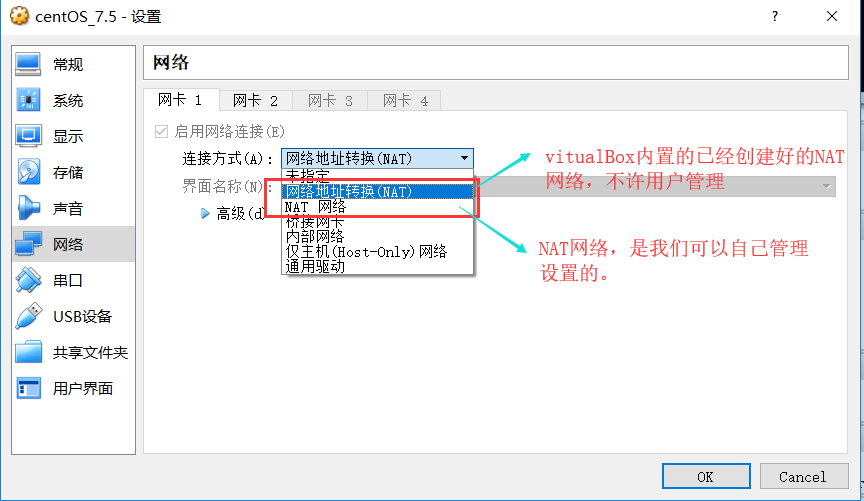 centOS_7.5 - 设置
?
常规
系统
显示
存储
声音
网络
串口
USB设备
共享文件夹
用户界面
网络
网卡 1
网卡 2
网卡 3
网卡 4
启用网络连接(E)
连接方式(A):
网络地址转换(NAT)
界面名称(N):
高级(d)
未指定
网络地址转换(NAT)
NAT 网络
桥接网卡
内部网络
仅主机(Host-Only)网络
通用驱动
vitualBox内置的已经创建好的NAT
网络，不许用户管理
NAT网络，是我们可以自己管理
设置的。
OK
Cancel